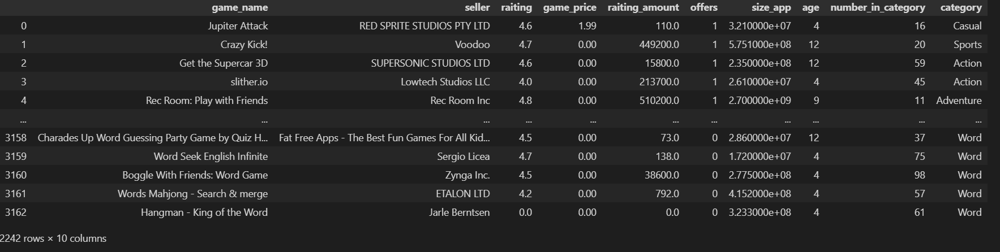 game_name seller raiting game_price raiting_amount offers size_app age number_in_category category
0 Jupiter Attack RED SPRITE STUDIOS PTY LTD 4.6 1.99 110.0 1 3.210000e+07 4 16 Casual
1 Crazy Kick! Voodoo 4.7 0.00 449200.0 1 5.751000e+08 12 20 Sports
2 Get the Supercar 3D SUPERSONIC STUDIOS LTD 4.6 0.00 15800.0 1 2.350000e+08 12 59 Action
3 slither.io Lowtech Studios LLC 4.0 0.00 213700.0 1 2.610000e+07 4 45 Action
4 Rec Room: Play with Friends Rec Room Inc 4.8 0.00 510200.0 1 2.700000e+09 9 11 Adventure
... ... ... ... ... ... ... ... ... ... ...
3158 Charades Up Word Guessing Party Game by Quiz H... Fat Free Apps - The Best Fun Games For All Kid... 4.5 0.00 73.0 0 2.860000e+07 12 37 Word
3159 Word Seek English Infinite Sergio Licea 4.7 0.00 138.0 0 1.720000e+07 4 75 Word
3160 Boggle With Friends: Word Game Zynga Inc. 4.5 0.00 38600.0 0 2.775000e+08 4 98 Word
3161 Words Mahjong - Search & merge ETALON LTD 4.2 0.00 792.0 0 4.152000e+08 4 57 Word
3162 Hangman - King of the Word Jarle Berntsen 0.0 0.00 0.0 0 3.233000e+08 4 61 Word
2242 rows × 10 columns